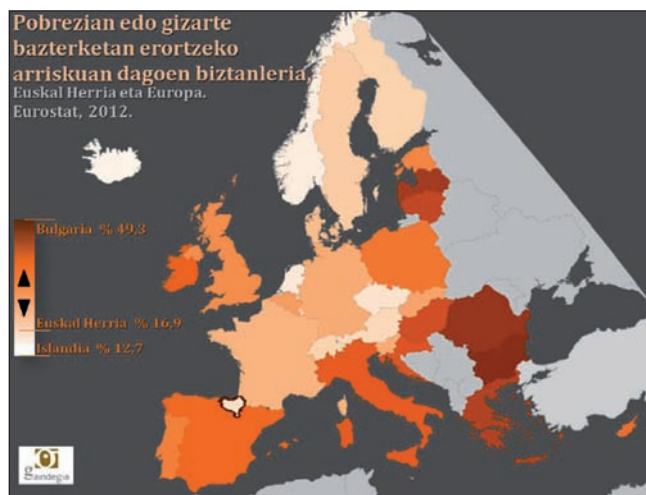 Pobrezian edo gizarte
bazterketan erortzeko
arriskuan dagoen biztanleria
Euskal Herria eta Europa.
Eurostat, 2012.
Bulgaria % 49,3
Euskal Herria % 16,9
Islandia % 12,7
gaindegia